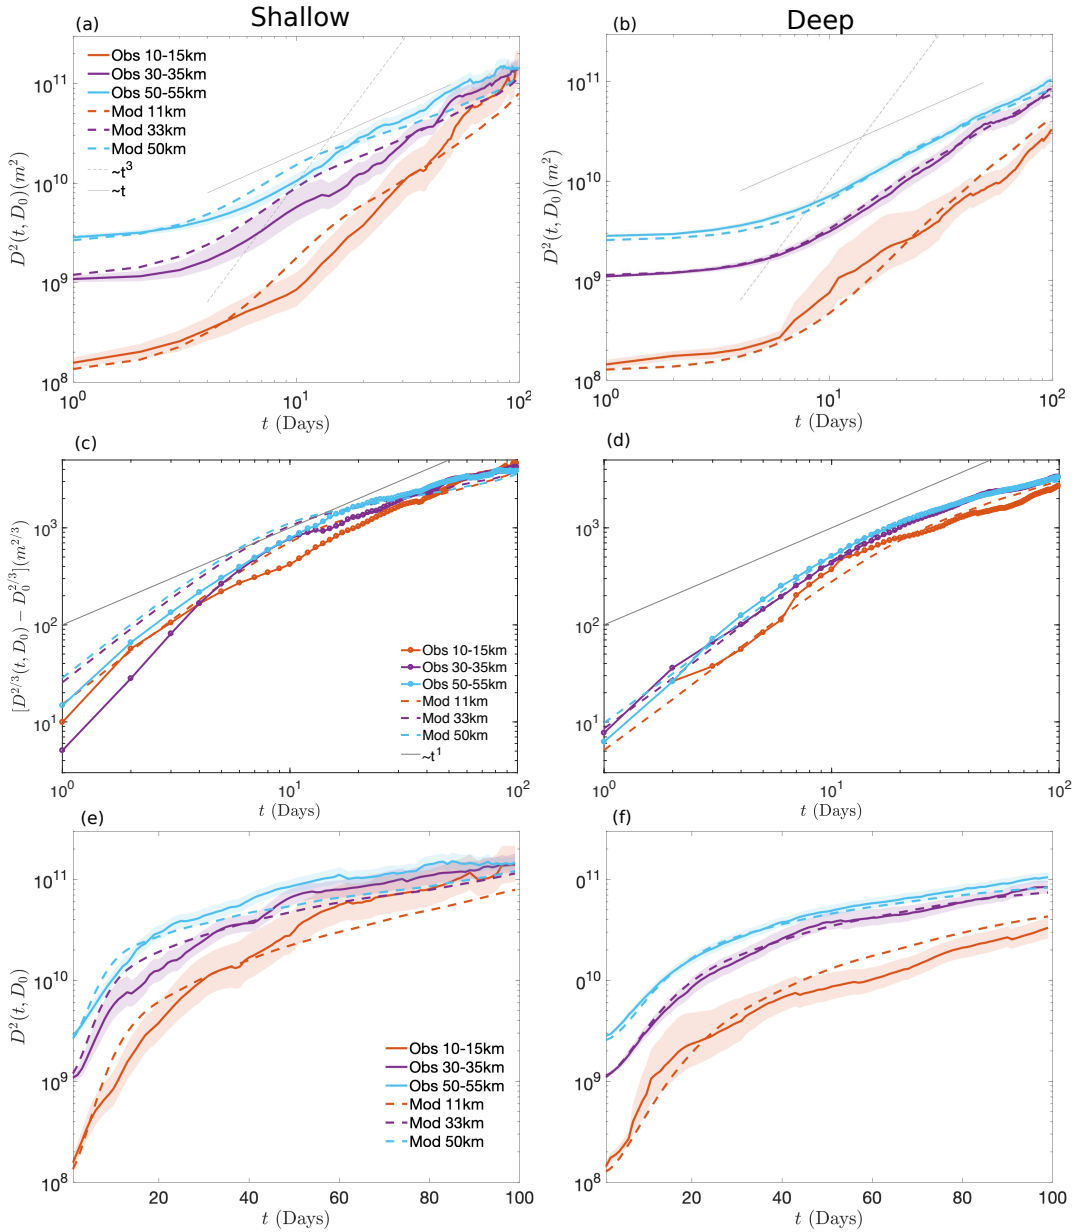 Shallow
Deep
(a)
Obs 10-15km
Obs 30-35km
Obs 50-55km
Mod 11km
Mod 33km
Mod 50km
~t³
~t
10¹¹
10¹⁰
10⁹
10⁸
D²(t, D₀)(m²)
10⁰
10¹
10²
t (Days)
(b)
10¹¹
10¹⁰
10⁹
10⁸
D²(t, D₀)(m²)
10⁰
10¹
10²
t (Days)
(c)
10³
10²
10¹
[D^{2/3}(t, D₀) − D₀^{2/3}](m^{2/3})
Obs 10-15km
Obs 30-35km
Obs 50-55km
Mod 11km
Mod 33km
Mod 50km
~t¹
10⁰
10¹
10²
t (Days)
(d)
10³
10²
10¹
10⁰
10¹
10²
t (Days)
(e)
10¹¹
10¹⁰
10⁹
10⁸
D²(t, D₀)
Obs 10-15km
Obs 30-35km
Obs 50-55km
Mod 11km
Mod 33km
Mod 50km
20
40
60
80
100
t (Days)
(f)
10¹¹
10¹⁰
10⁹
10⁸
20
40
60
80
100
t (Days)